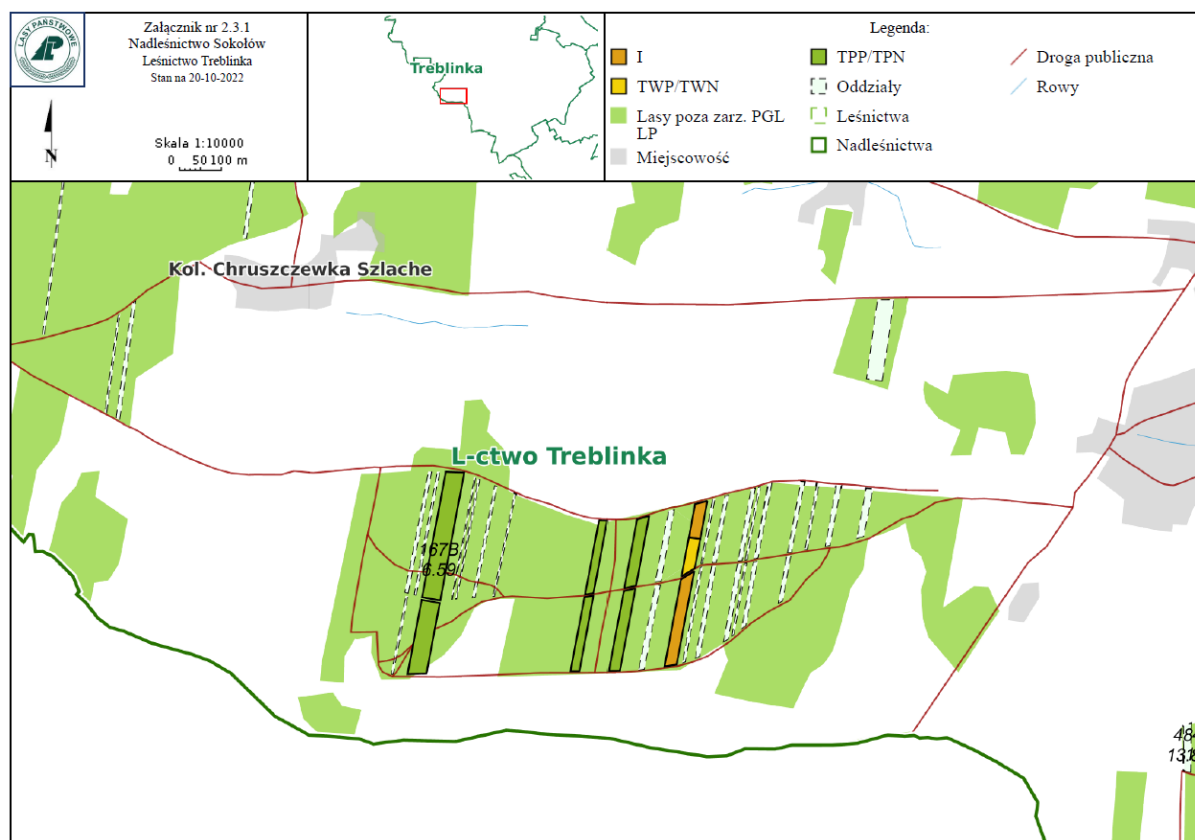 LASY PAŃSTWOWE
Załącznik nr 2.3.1
Nadleśnictwo Sokołów
Leśnictwo Treblinka
Stan na 20-10-2022
N
Skala 1:10000
0 50 100 m
Treblinka
Legenda:
I
TWP/TWN
Lasy poza zarz. PGL
LP
Miejscowość
TPP/TPN
Oddziały
Leśnictwa
Nadleśnictwa
Droga publiczna
Rowy
Kol. Chruszczewka Szlache
L-ctwo Treblinka
167B
6.59